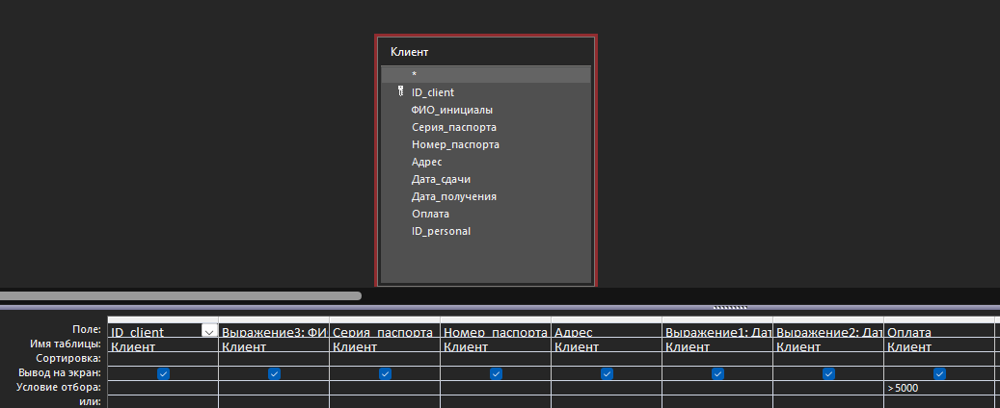 Клиент
*
ID_client
ФИО_инициалы
Серия_паспорта
Номер_паспорта
Адрес
Дата_сдачи
Дата_получения
Оплата
ID_personal
Поле: ID_client Выражение3: ФИ Серия_паспорта Номер_паспорта Адрес Выражение1: Дат Выражение2: Дат Оплата
Имя таблицы: Клиент Клиент Клиент Клиент Клиент Клиент Клиент Клиент
Сортировка:
Вывод на экран:
Условие отбора: >5000
или: